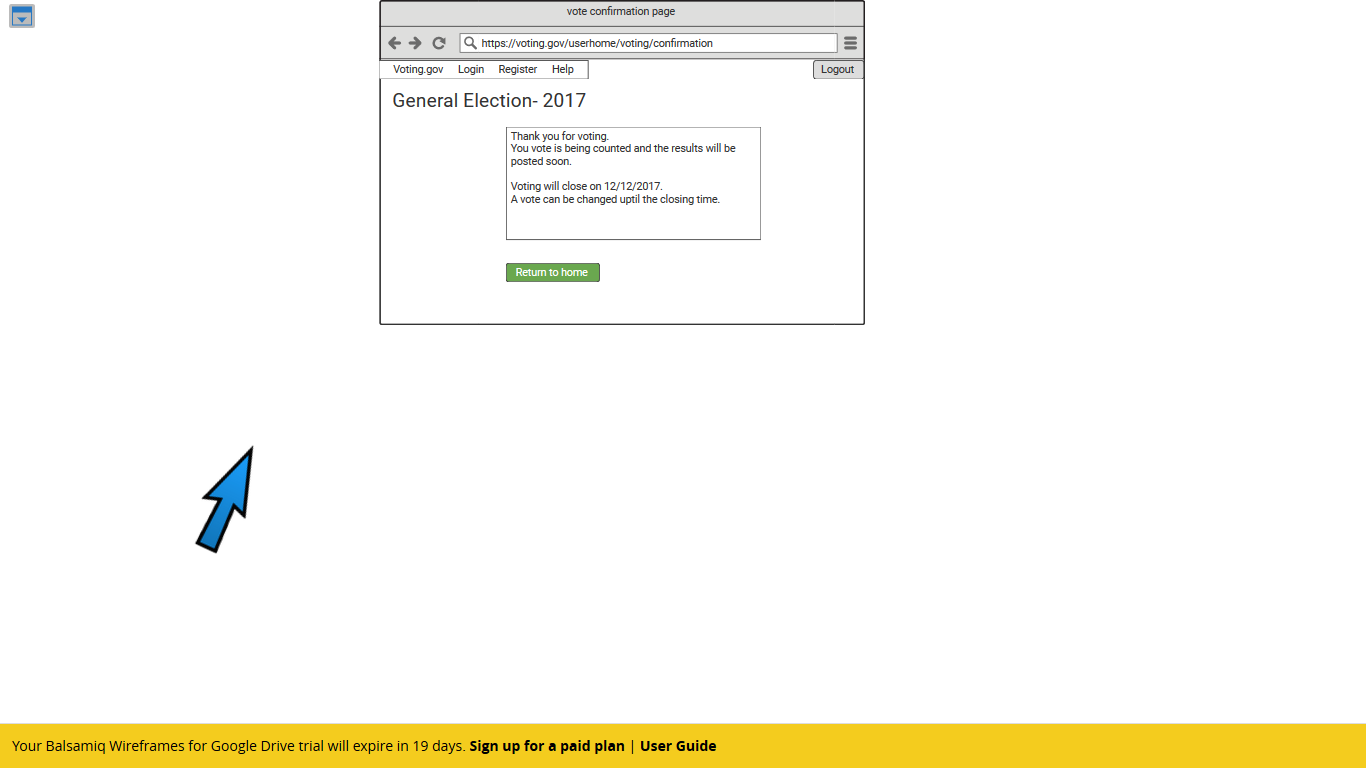 vote confirmation page
https://voting.gov/userhome/voting/confirmation
Voting.gov Login Register Help Logout
General Election- 2017
Thank you for voting.
You vote is being counted and the results will be
posted soon.
Voting will close on 12/12/2017.
A vote can be changed uptil the closing time.
Return to home
Your Balsamiq Wireframes for Google Drive trial will expire in 19 days. Sign up for a paid plan | User Guide